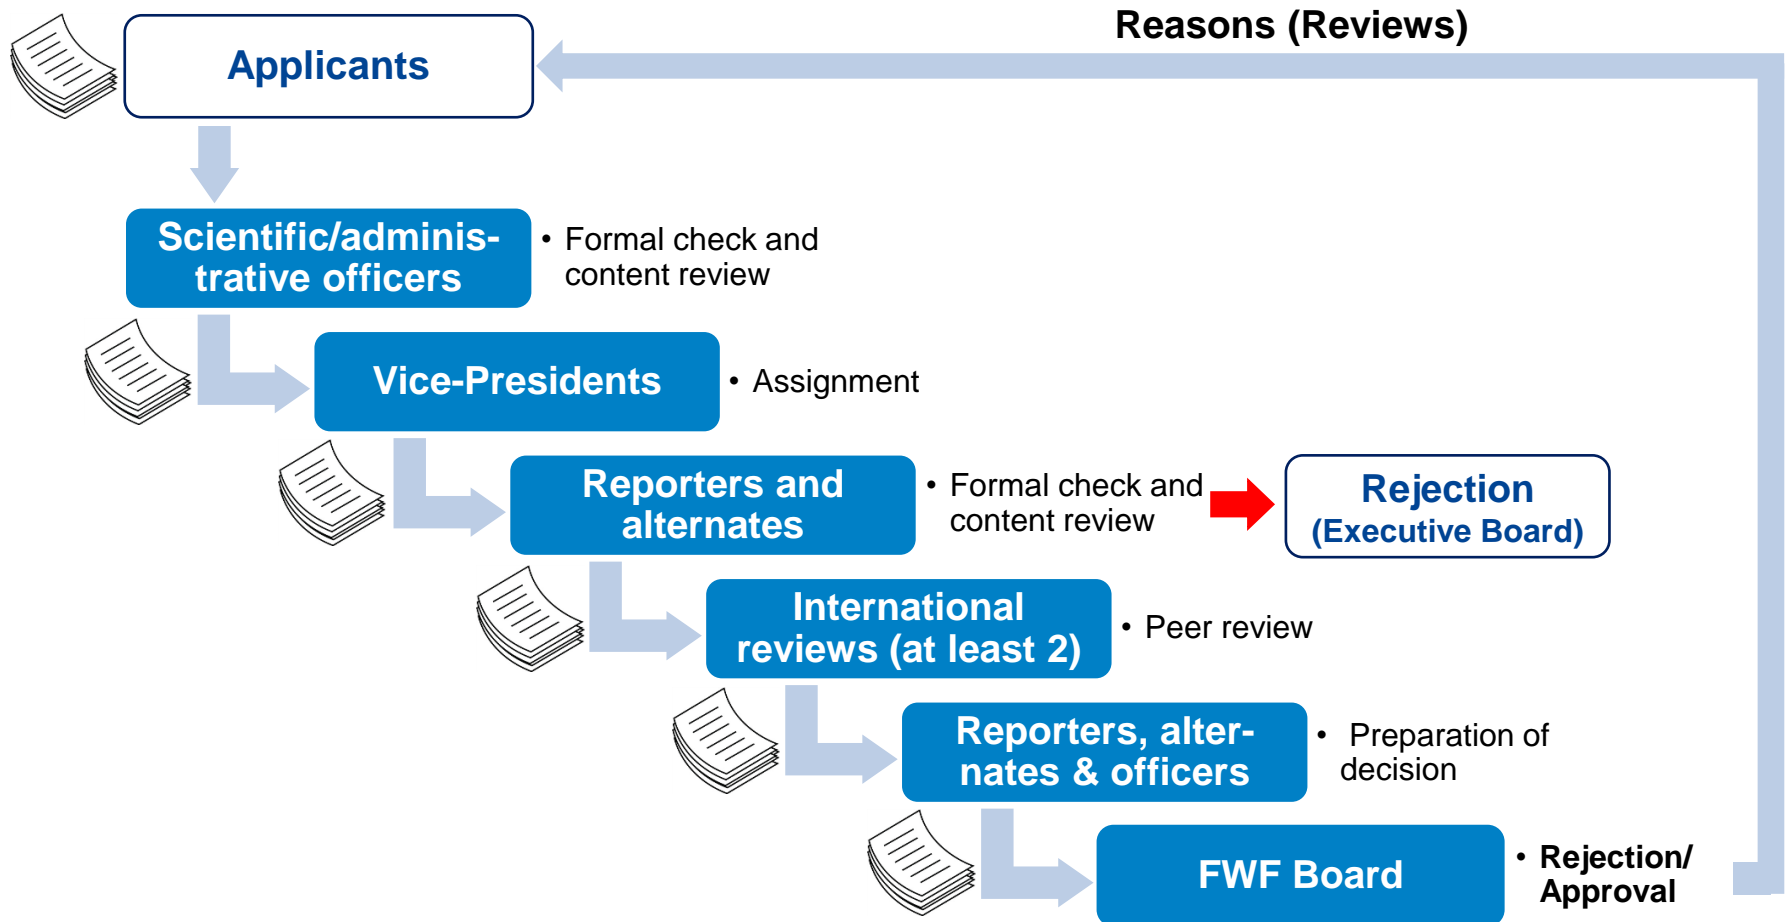 Reasons (Reviews)
Applicants
Scientific/adminis-
trative officers
• Formal check and
content review
Vice-Presidents
• Assignment
Reporters and
alternates
• Formal check and
content review
Rejection
(Executive Board)
International
reviews (at least 2)
• Peer review
Reporters, alter-
nates & officers
• Preparation of
decision
FWF Board
• Rejection/
Approval